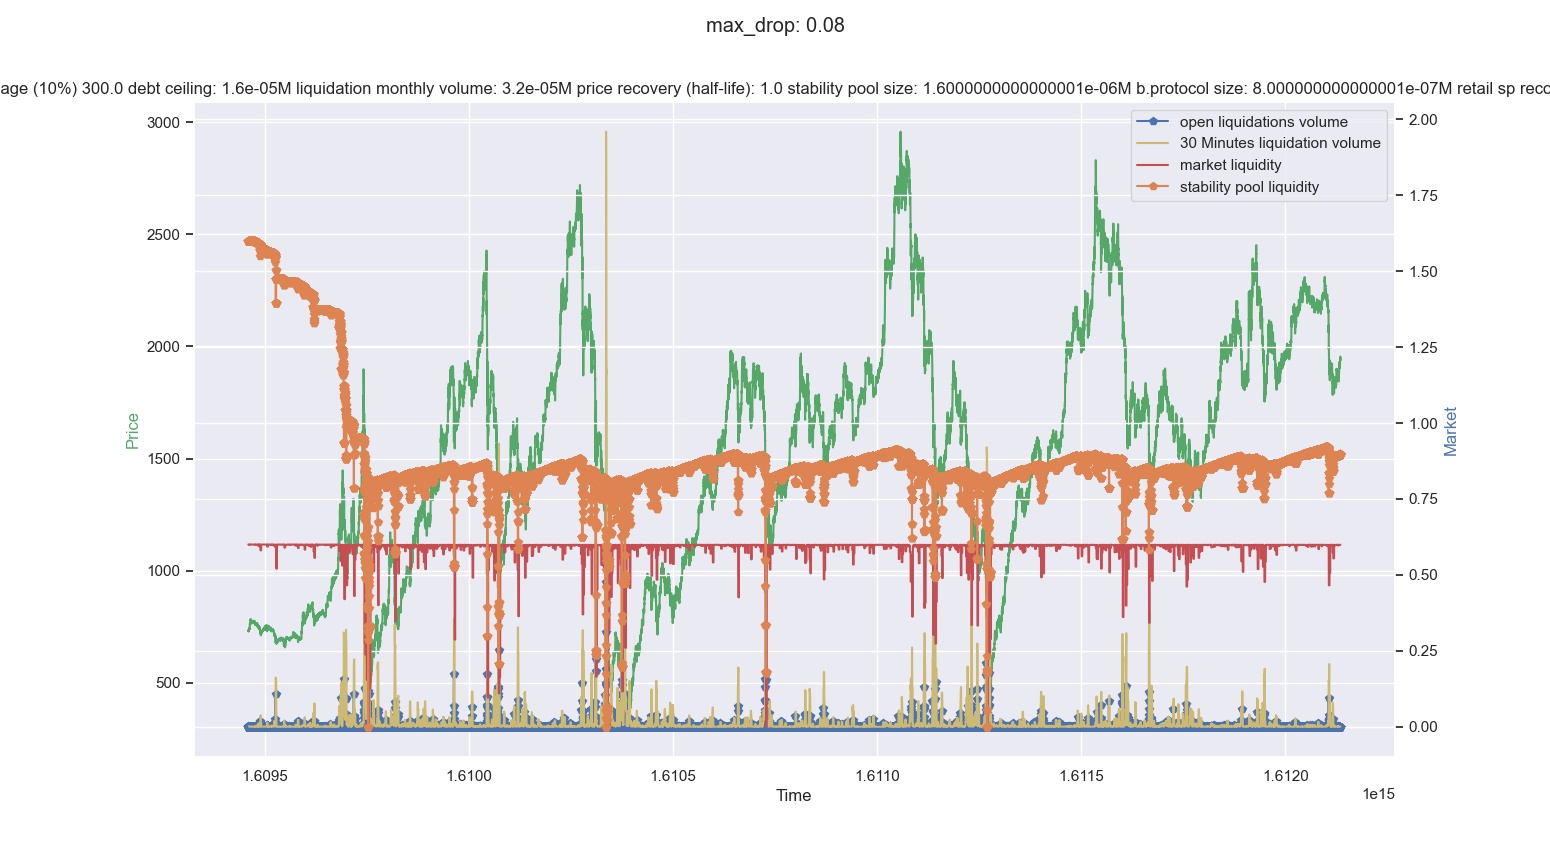 max_drop: 0.08
age (10%) 300.0 debt ceiling: 1.6e-05M liquidation monthly volume: 3.2e-05M price recovery (half-life): 1.0 stability pool size: 1.6000000000000001e-06M b.protocol size: 8.000000000000001e-07M retail sp reco
3000
2500
2000
1500
1000
500
Price
open liquidations volume
30 Minutes liquidation volume
market liquidity
stability pool liquidity
2.00
1.75
1.50
1.25
1.00
0.75
0.50
0.25
0.00
Market
1.6095 1.6100 1.6105 1.6110 1.6115 1.6120
Time
1e15